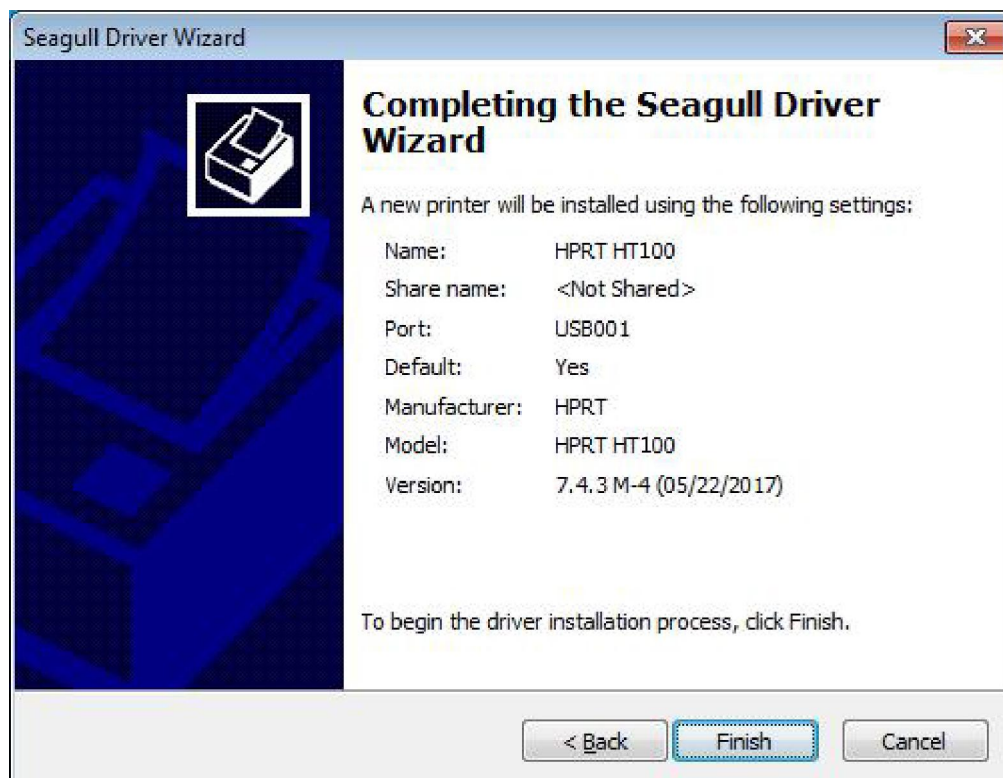 Seagull Driver Wizard
Completing the Seagull Driver
Wizard
A new printer will be installed using the following settings:
Name: HPRT HT100
Share name: <Not Shared>
Port: USB001
Default: Yes
Manufacturer: HPRT
Model: HPRT HT100
Version: 7.4.3 M-4 (05/22/2017)
To begin the driver installation process, click Finish.
< Back Finish Cancel